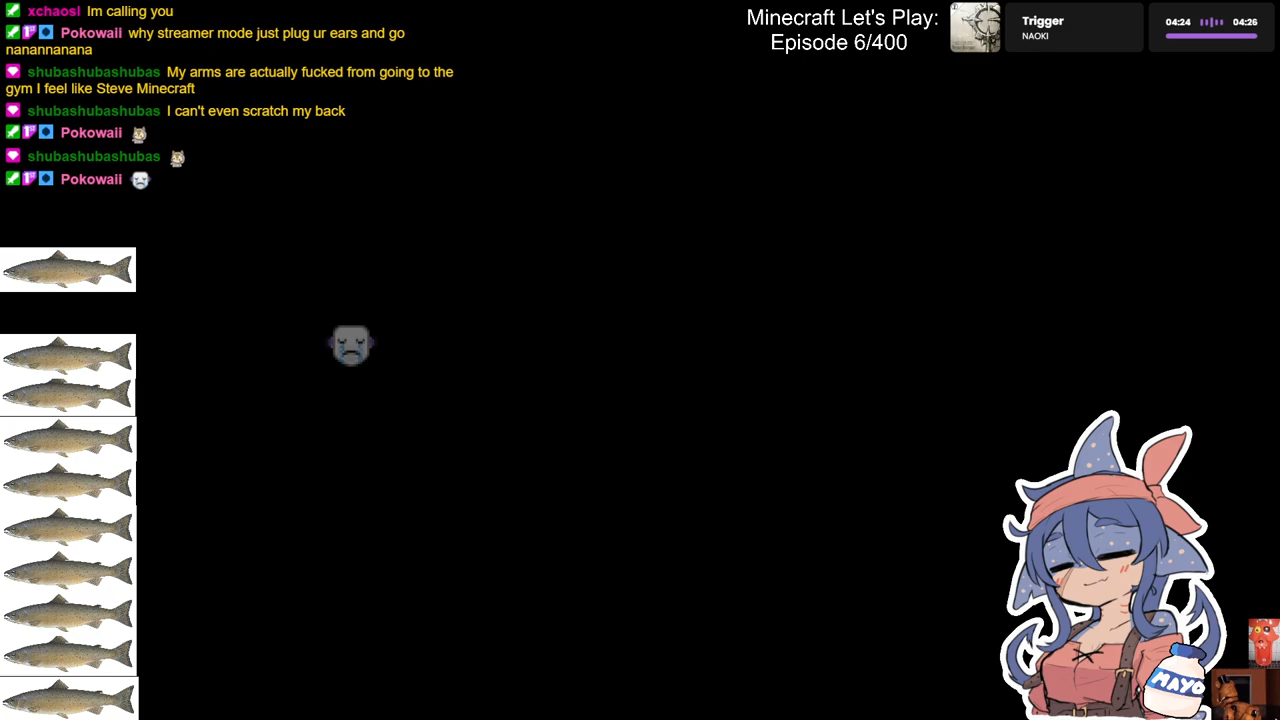 xchaosl Im calling you
Pokowaii why streamer mode just plug ur ears and go
nanannanana
shubashubashubas My arms are actually fucked from going to the
gym I feel like Steve Minecraft
shubashubashubas I can't even scratch my back
Pokowaii
shubashubashubas
Pokowaii
Minecraft Let's Play:
Episode 6/400
Trigger
NAOKI
04:24 04:26
MAYO